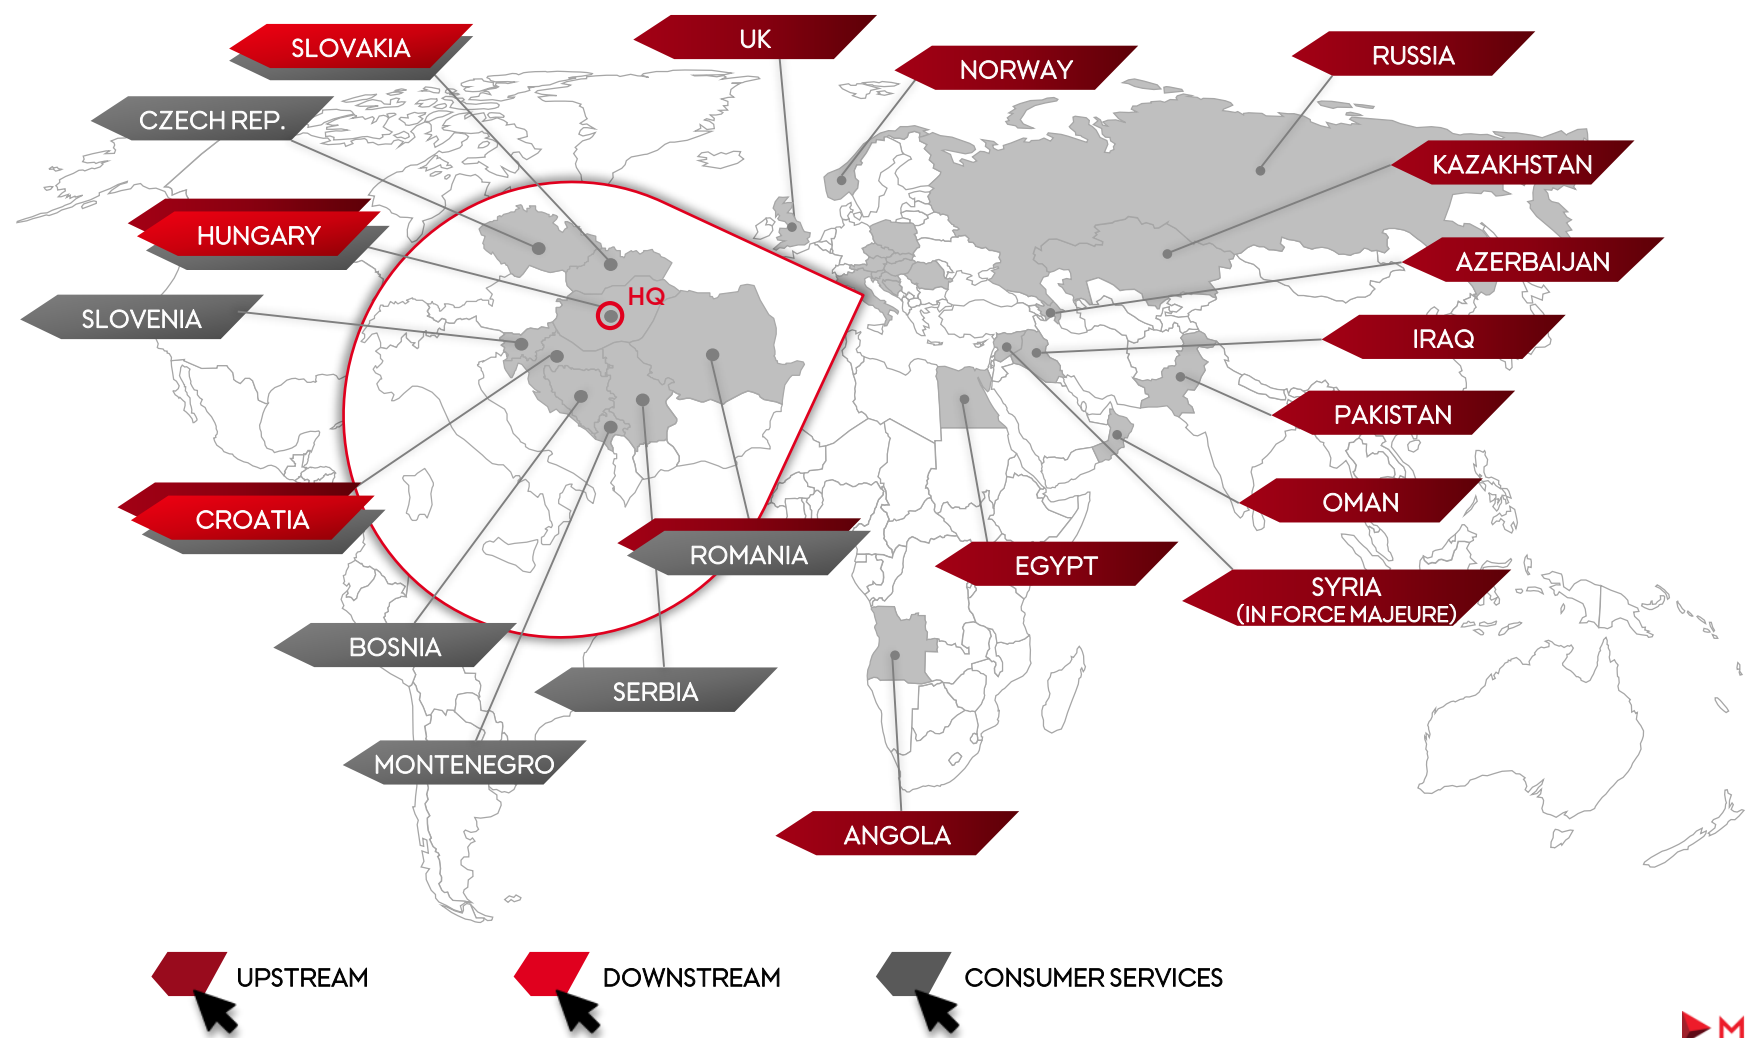 SLOVAKIA
UK
NORWAY
RUSSIA
CZECH REP.
KAZAKHSTAN
HUNGARY
AZERBAIJAN
HQ
SLOVENIA
IRAQ
PAKISTAN
OMAN
CROATIA
ROMANIA
EGYPT
SYRIA
(IN FORCE MAJEURE)
BOSNIA
SERBIA
MONTENEGRO
ANGOLA
UPSTREAM
DOWNSTREAM
CONSUMER SERVICES
M